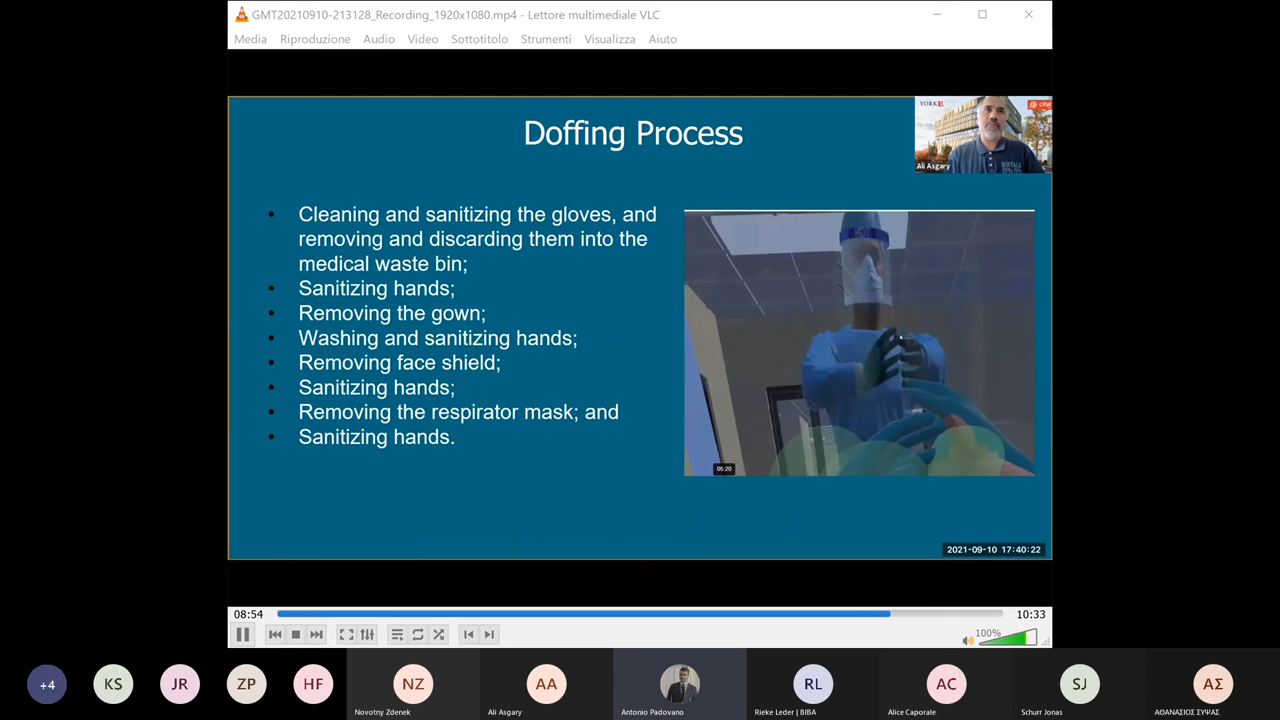 GMT20210910-213128_Recording_1920x1080.mp4 - Lettore multimediale VLC
Media Riproduzione Audio Video Sottotitolo Strumenti Visualizza Aiuto
Doffing Process
YORK U
cifal
Ali Asgary
• Cleaning and sanitizing the gloves, and
removing and discarding them into the
medical waste bin;
• Sanitizing hands;
• Removing the gown;
• Washing and sanitizing hands;
• Removing face shield;
• Sanitizing hands;
• Removing the respirator mask; and
• Sanitizing hands.
05:20
2021-09-10 17:40:22
08:54
10:33
100%
+4 KS JR ZP HF NZ AA RL AC SJ ΑΣ
Novotny Zdenek Ali Asgary Antonio Padovano Rieke Leder | BIBA Alice Caporale Schurr Jonas ΑΘΑΝΑΣΙΟΣ ΣΥΨΑΣ